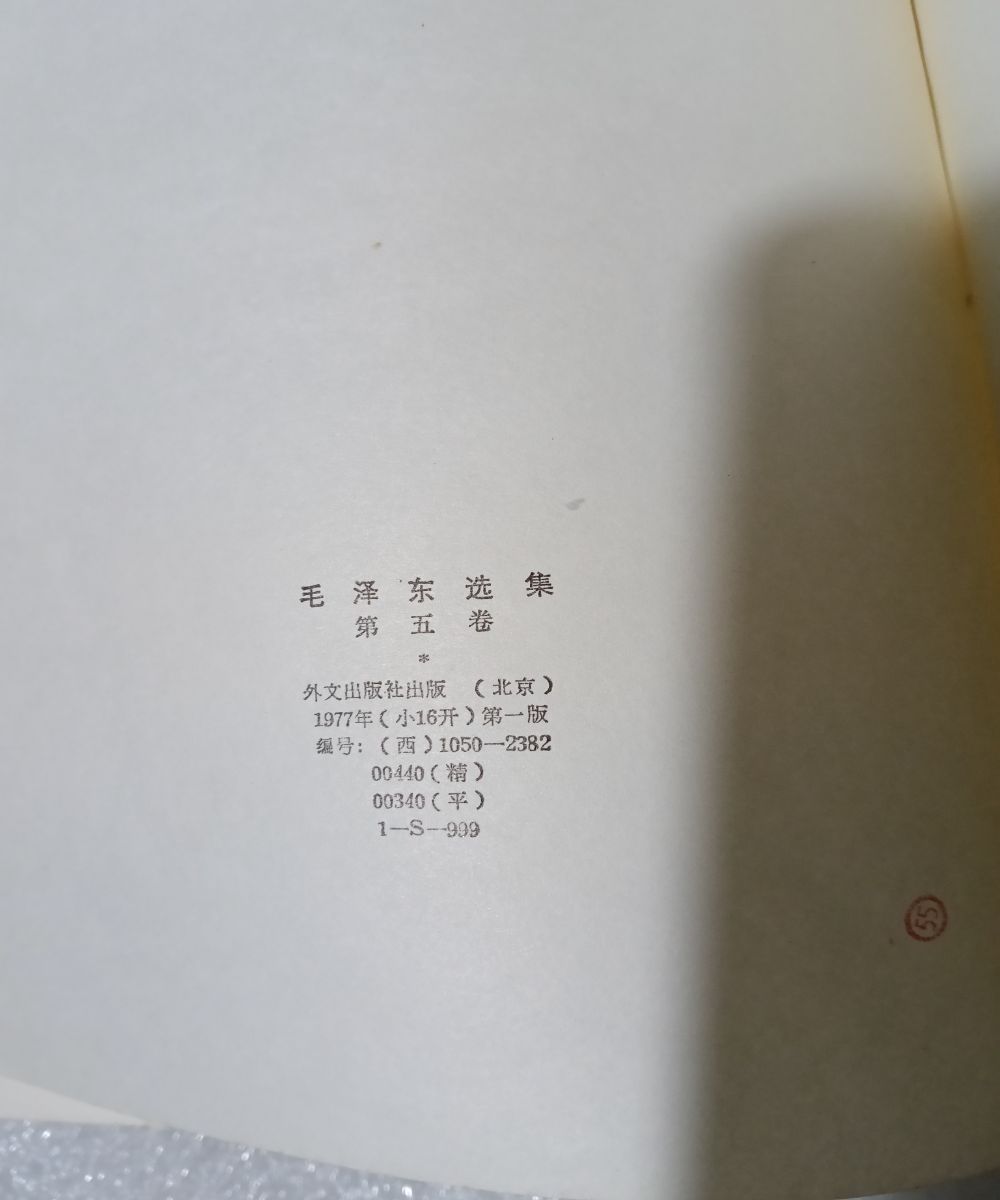 毛泽东选集
第五卷
*
外文出版社出版 (北京)
1977年(小16开)第一版
编号: (西)1050—2382
00440(精)
00340(平)
1—S—999
55